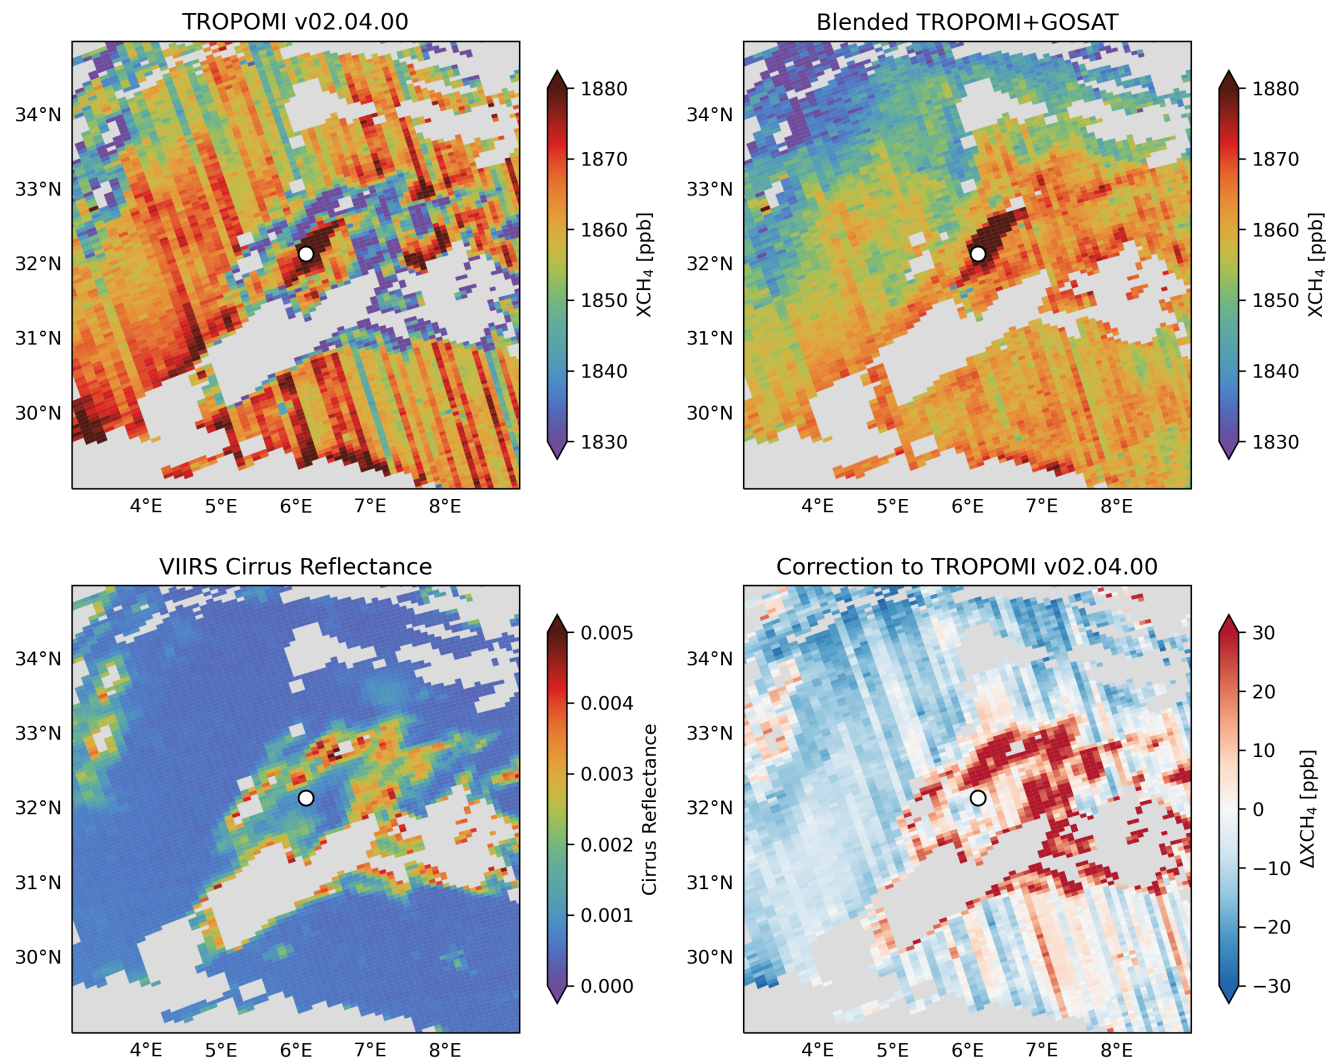 TROPOMI v02.04.00
34°N
33°N
32°N
31°N
30°N
4°E 5°E 6°E 7°E 8°E
1880
1870
1860
1850
1840
1830
XCH₄ [ppb]
Blended TROPOMI+GOSAT
34°N
33°N
32°N
31°N
30°N
4°E 5°E 6°E 7°E 8°E
1880
1870
1860
1850
1840
1830
XCH₄ [ppb]
VIIRS Cirrus Reflectance
34°N
33°N
32°N
31°N
30°N
4°E 5°E 6°E 7°E 8°E
0.005
0.004
0.003
0.002
0.001
0.000
Cirrus Reflectance
Correction to TROPOMI v02.04.00
34°N
33°N
32°N
31°N
30°N
4°E 5°E 6°E 7°E 8°E
30
20
10
0
−10
−20
−30
ΔXCH₄ [ppb]